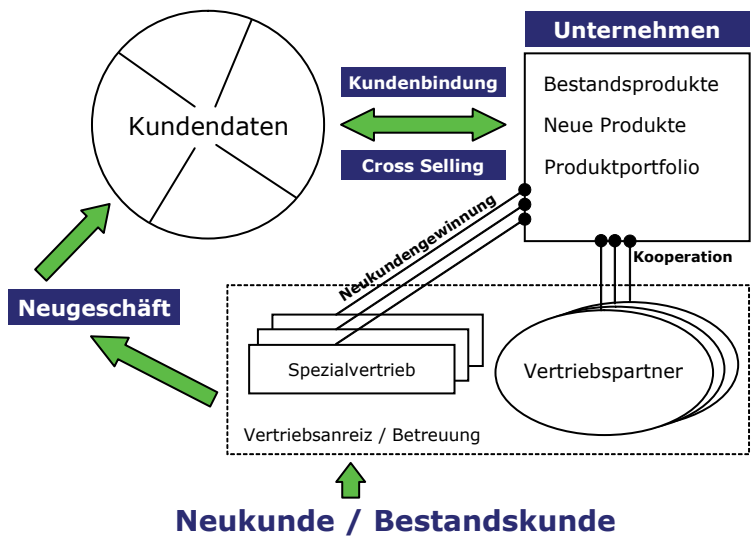 Unternehmen
Kundendaten
Kundenbindung
Cross Selling
Bestandsprodukte
Neue Produkte
Produktportfolio
Neukundengewinnung
Kooperation
Neugeschäft
Spezialvertrieb
Vertriebspartner
Vertriebsanreiz / Betreuung
Neukunde / Bestandskunde